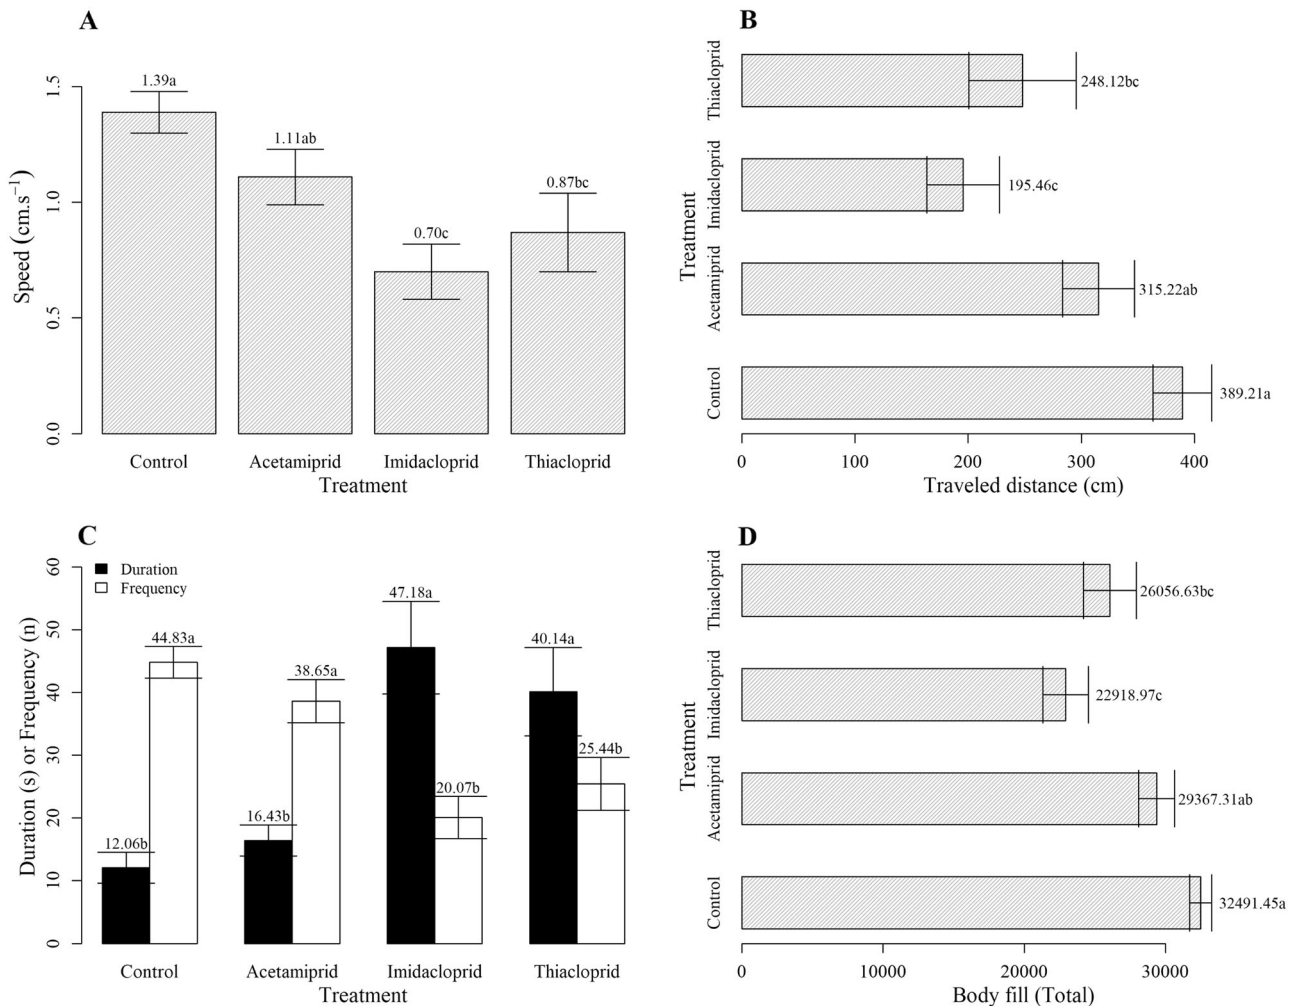 A
Speed (cm.s⁻¹)
1.5
1.0
0.5
0.0
1.39a
1.11ab
0.70c
0.87bc
Control Acetamiprid Imidacloprid Thiacloprid
Treatment
B
Treatment
Thiacloprid
248.12bc
Imidacloprid
195.46c
Acetamiprid
315.22ab
Control
389.21a
0 100 200 300 400
Traveled distance (cm)
C
Duration (s) or Frequency (n)
60
50
40
30
20
10
0
Duration
Frequency
12.06b
44.83a
16.43b
38.65a
47.18a
20.07b
40.14a
25.44b
Control Acetamiprid Imidacloprid Thiacloprid
Treatment
D
Treatment
Thiacloprid
26056.63bc
Imidacloprid
22918.97c
Acetamiprid
29367.31ab
Control
32491.45a
0 10000 20000 30000
Body fill (Total)